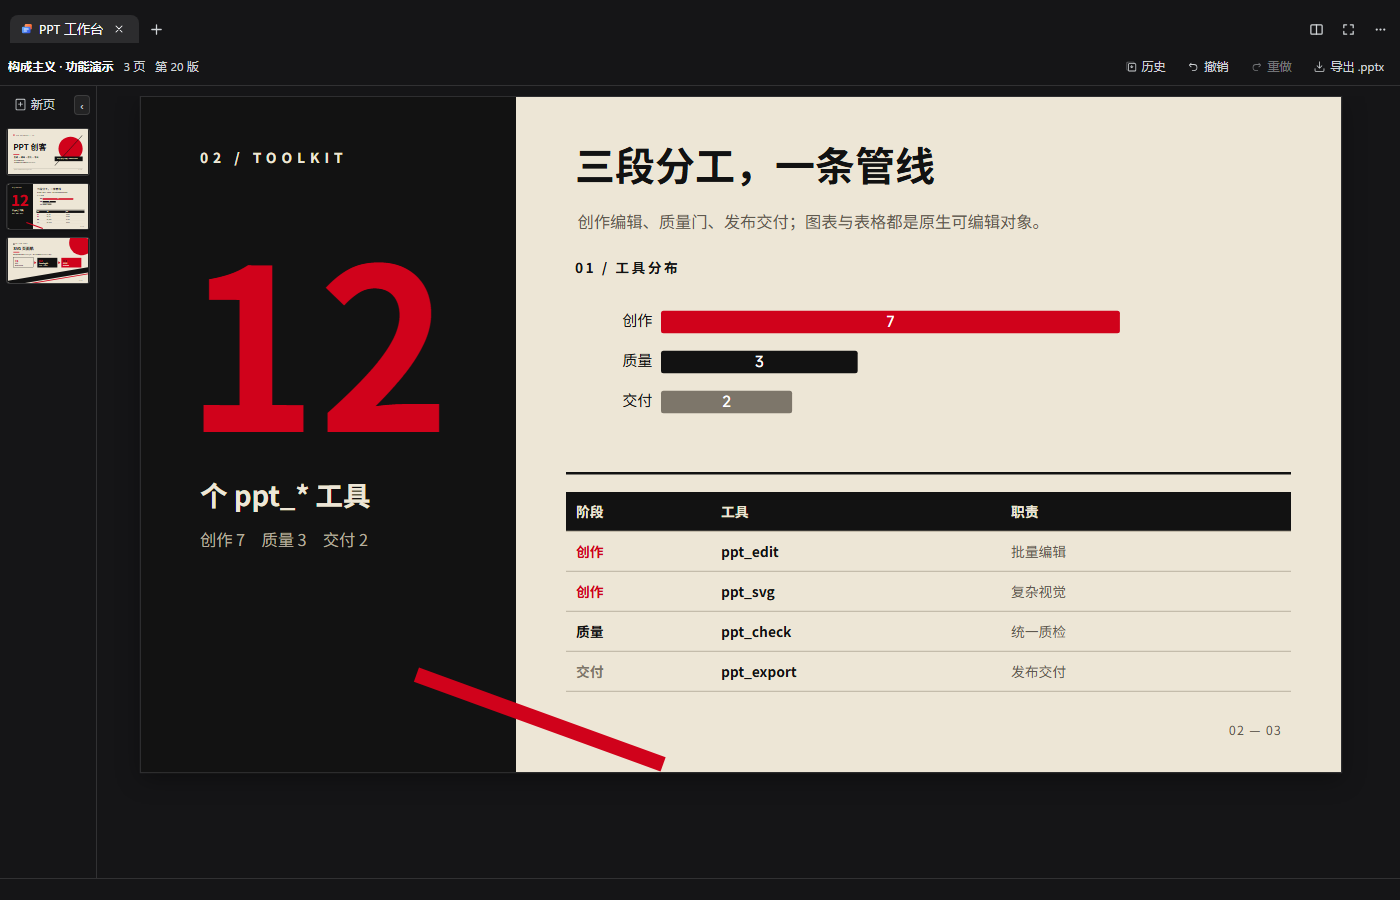 PPT 工作台
构成主义 · 功能演示 3 页 第 20 版
历史 撤销 重做 导出 .pptx
新页
PPT 创客
12
02 / TOOLKIT
12
个 ppt_* 工具
创作 7 质量 3 交付 2
三段分工，一条管线
创作编辑、质量门、发布交付；图表与表格都是原生可编辑对象。
01 / 工具分布
创作 7
质量 3
交付 2
阶段 工具 职责
创作 ppt_edit 批量编辑
创作 ppt_svg 复杂视觉
质量 ppt_check 统一质检
交付 ppt_export 发布交付
02 — 03